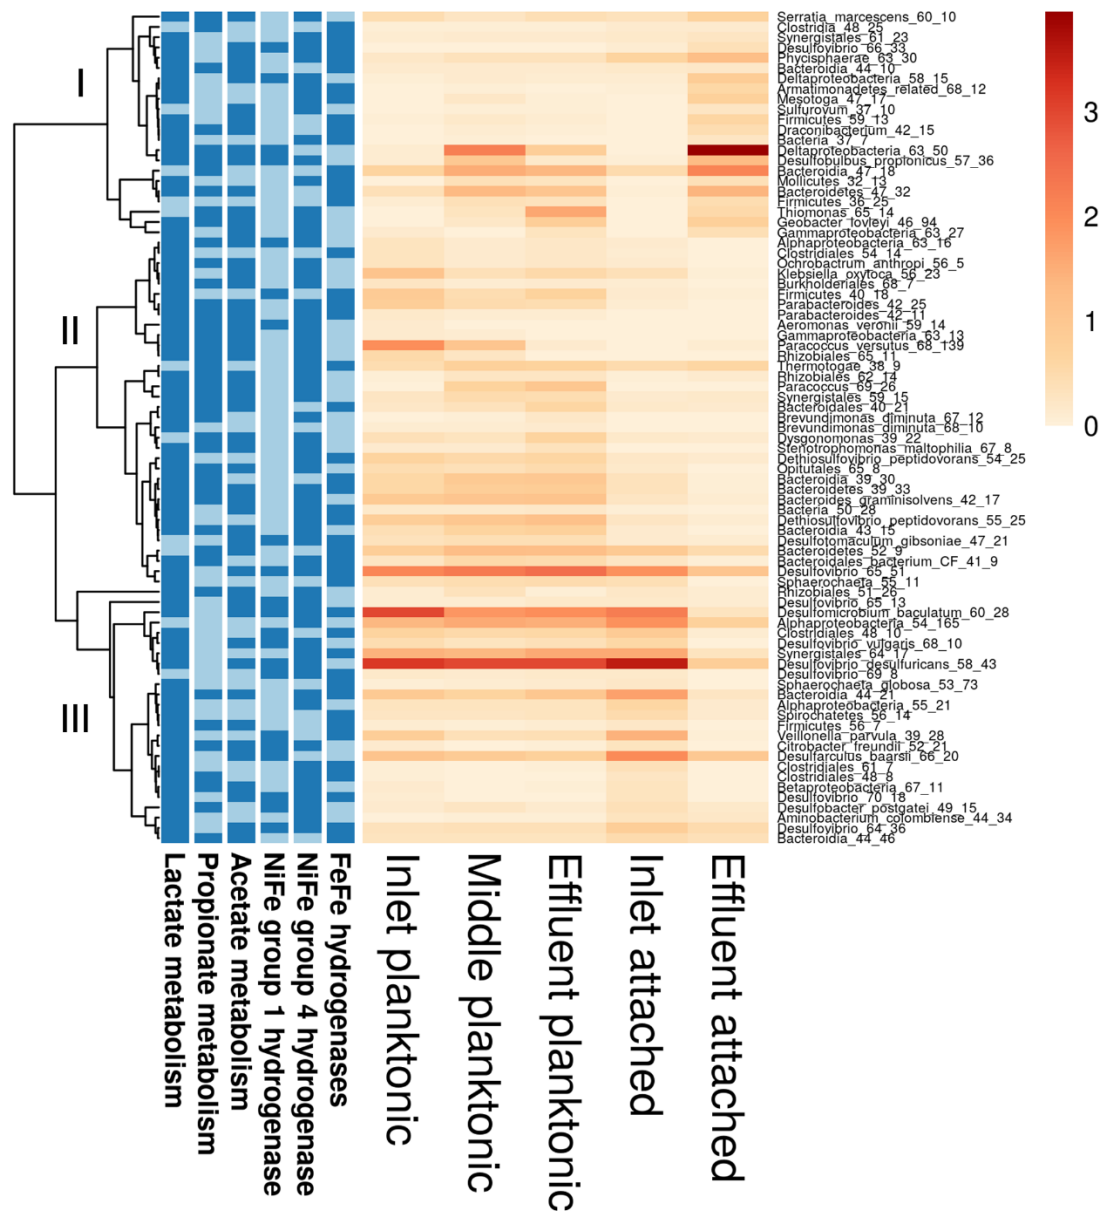 Serratia_marcescens_60_10
Clostridia_48_25
Synergistales_61_23
Desulfovibrio_66_33
Phycisphaerae_63_30
Bacteroidia_44_10
Deltaproteobacteria_58_15
Armatimonadetes_related_68_12
Mesotoga_47_17
Sulfurovum_37_10
Firmicutes_59_13
Draconibacterium_42_15
Bacteria_37_7
Deltaproteobacteria_63_50
Desulfobulbus_propionicus_57_36
Bacteroidia_47_18
Mollicutes_32_13
Bacteroidetes_47_32
Firmicutes_36_25
Thiomonas_65_14
Geobacter_lovleyi_46_94
Gammaproteobacteria_63_27
Alphaproteobacteria_63_16
Clostridiales_54_14
Ochrobactrum_anthropi_56_5
Klebsiella_oxytoca_56_23
Burkholderiales_68_7
Firmicutes_40_18
Parabacteroides_42_25
Parabacteroides_42_11
Aeromonas_veronii_59_14
Gammaproteobacteria_63_13
Paracoccus_versutus_68_139
Rhizobiales_65_11
Thermotogae_38_9
Rhizobiales_62_14
Paracoccus_69_26
Synergistales_59_15
Bacteroidales_40_21
Brevundimonas_diminuta_67_12
Brevundimonas_diminuta_68_10
Dysgonomonas_39_22
Stenotrophomonas_maltophilia_67_8
Dethiosulfovibrio_peptidovorans_54_25
Opitutales_65_8
Bacteroidia_39_30
Bacteroidetes_39_33
Bacteroides_graminisolvens_42_17
Bacteria_50_28
Dethiosulfovibrio_peptidovorans_55_25
Bacteroidia_43_15
Desulfotomaculum_gibsoniae_47_21
Bacteroidetes_52_9
Bacteroidales_bacterium_CF_41_9
Desulfovibrio_65_51
Sphaerochaeta_55_11
Rhizobiales_51_26
Desulfovibrio_65_13
Desulfomicrobium_baculatum_60_28
Alphaproteobacteria_54_165
Clostridiales_48_10
Desulfovibrio_vulgaris_68_10
Synergistales_64_17
Desulfovibrio_desulfuricans_58_43
Desulfovibrio_69_8
Sphaerochaeta_globosa_53_73
Bacteroidia_44_21
Alphaproteobacteria_55_21
Spirochaetes_56_14
Firmicutes_56_7
Veillonella_parvula_39_28
Citrobacter_freundii_52_21
Desulfarculus_baarsii_66_20
Clostridiales_61_7
Clostridiales_48_8
Betaproteobacteria_67_11
Desulfovibrio_70_18
Desulfobacter_postgatei_49_15
Aminobacterium_colombiense_44_34
Desulfovibrio_64_36
Bacteroidia_44_46
I
II
III
3
2
1
0
Lactate metabolism
Propionate metabolism
Acetate metabolism
NiFe group 1 hydrogenase
NiFe group 4 hydrogenase
FeFe hydrogenases
Inlet planktonic
Middle planktonic
Effluent planktonic
Inlet attached
Effluent attached